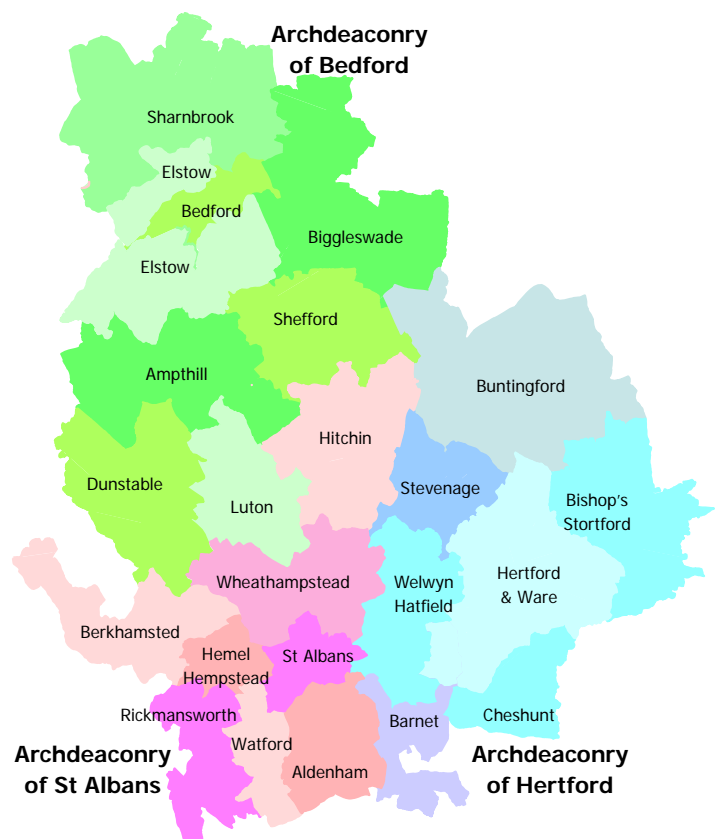 Archdeaconry
of Bedford
Sharnbrook
Elstow
Bedford
Biggleswade
Elstow
Shefford
Ampthill
Buntingford
Hitchin
Dunstable
Stevenage
Luton
Bishop's
Stortford
Wheathampstead
Welwyn
Hatfield
Hertford
& Ware
Berkhamsted
Hemel
Hempstead
St Albans
Rickmansworth
Barnet
Cheshunt
Watford
Aldenham
Archdeaconry
of St Albans
Archdeaconry
of Hertford